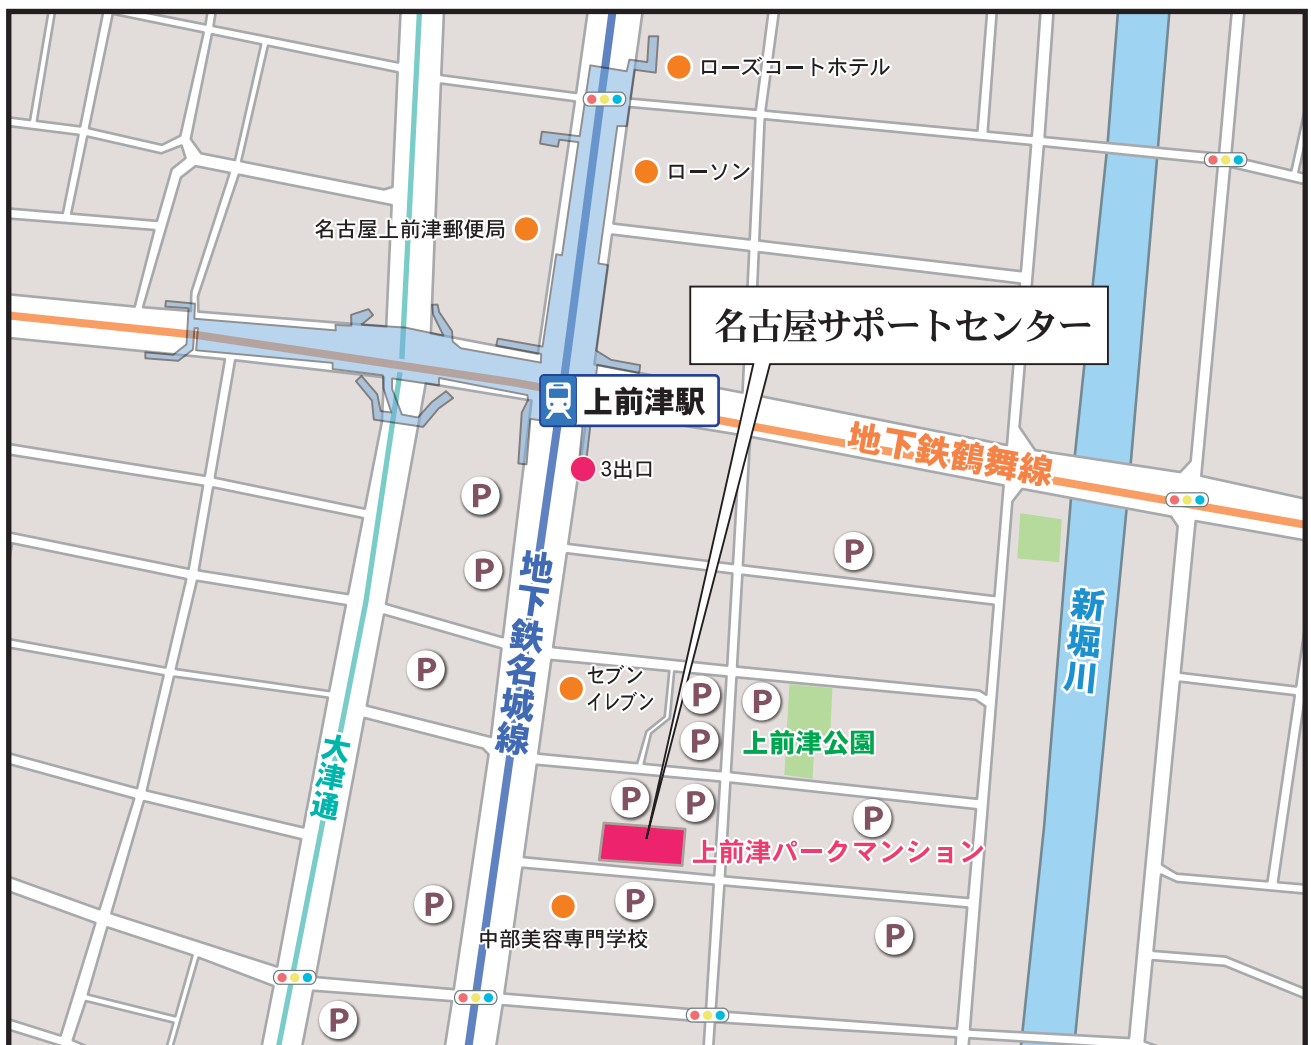 ローズコートホテル
ローソン
名古屋上前津郵便局
名古屋サポートセンター
上前津駅
地下鉄鶴舞線
3出口
P
P
P
地下鉄名城線
新堀川
P
セブン
イレブン
P
P
P
上前津公園
大津通
P
P
P
上前津パークマンション
P
P
中部美容専門学校
P
P